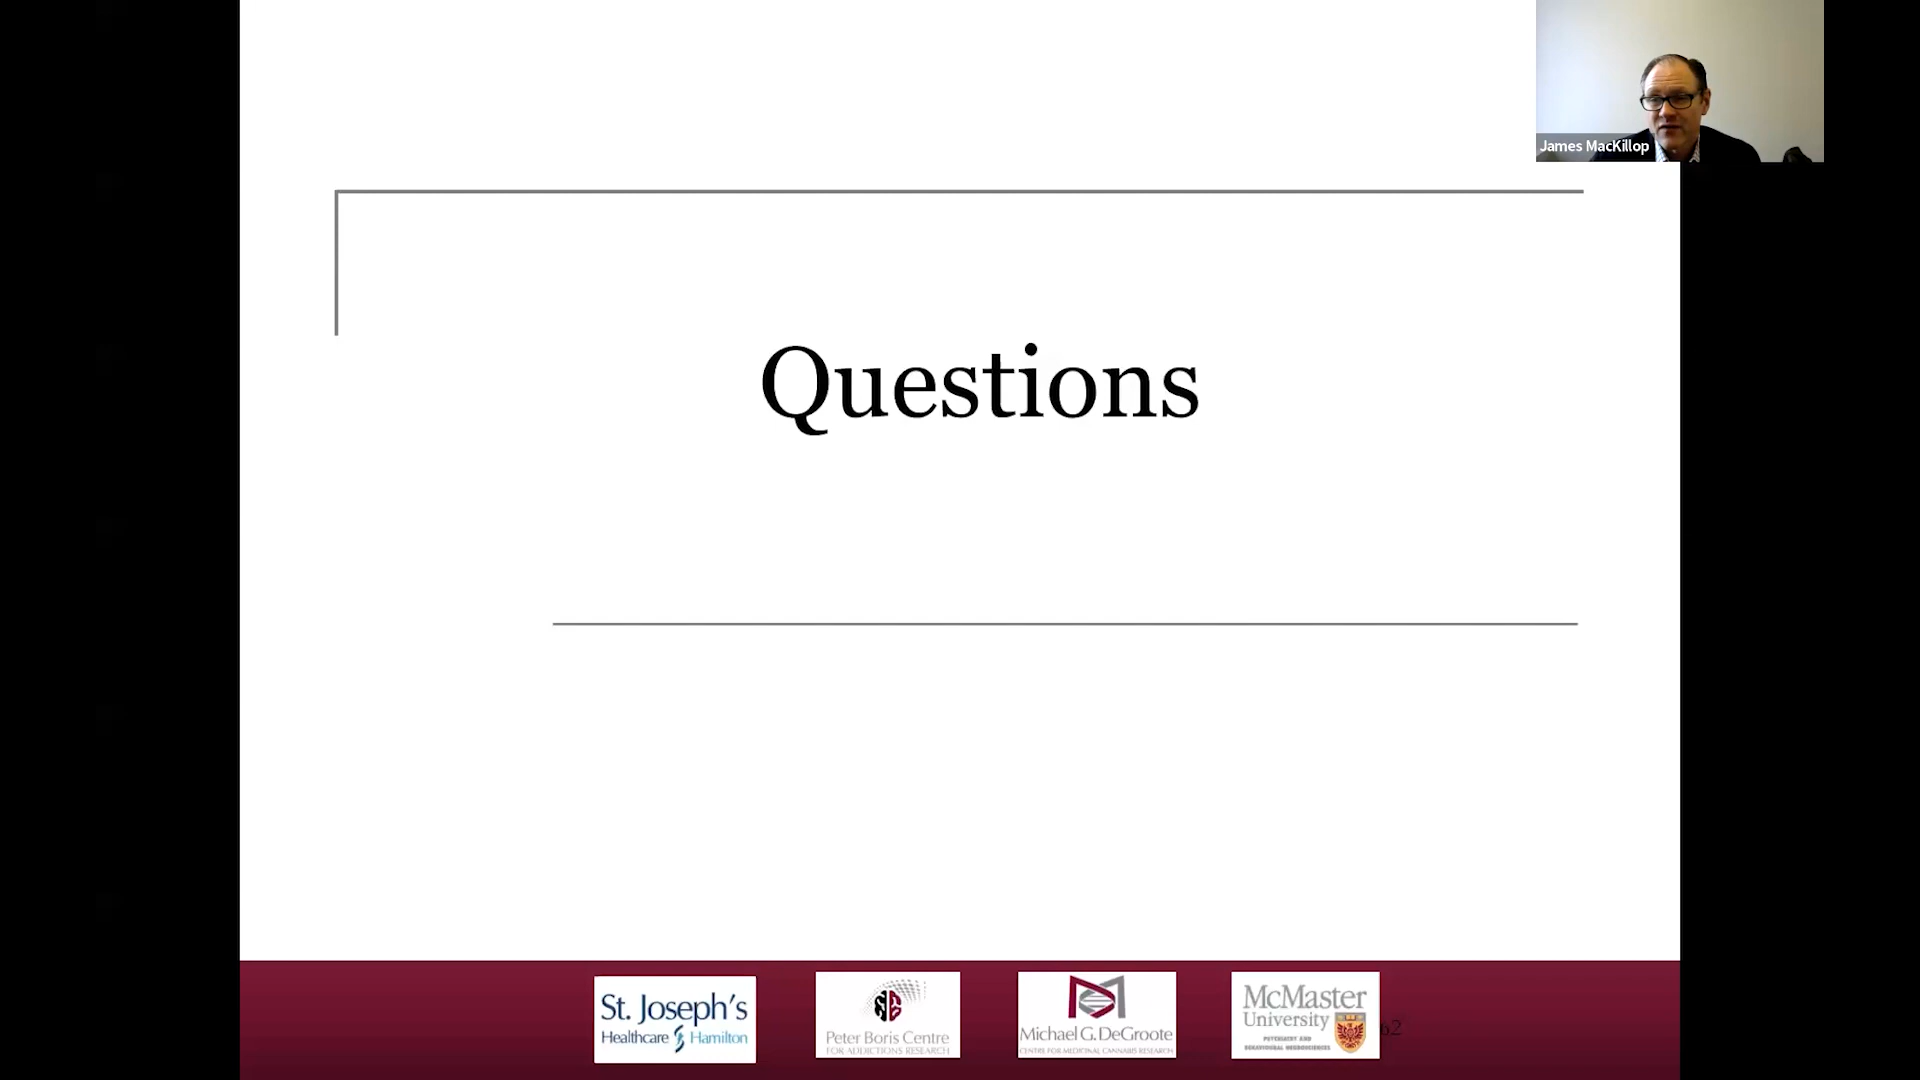 James MacKillop
Questions
St. Joseph's
Healthcare Hamilton
Peter Boris Centre
FOR ADDICTIONS RESEARCH
Michael G. DeGroote
CENTRE FOR MEDICINAL CANNABIS RESEARCH
McMaster
University
PSYCHIATRY AND
BEHAVIOURAL NEUROSCIENCES
62